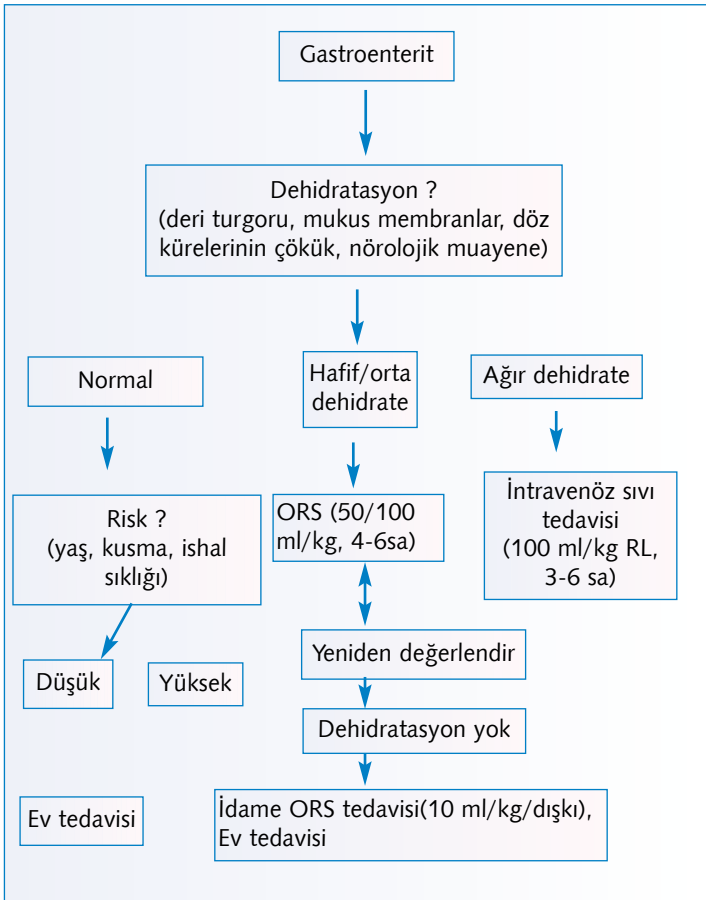 Gastroenterit
Dehidratasyon ?
(deri turgoru, mukus membranlar, döz
kürelerinin çökük, nörolojik muayene)
Normal
Hafif/orta
dehidrate
Ağır dehidrate
Risk ?
(yaş, kusma, ishal
sıklığı)
ORS (50/100
ml/kg, 4-6sa)
İntravenöz sıvı
tedavisi
(100 ml/kg RL,
3-6 sa)
Düşük
Yüksek
Yeniden değerlendir
Dehidratasyon yok
Ev tedavisi
İdame ORS tedavisi(10 ml/kg/dışkı),
Ev tedavisi